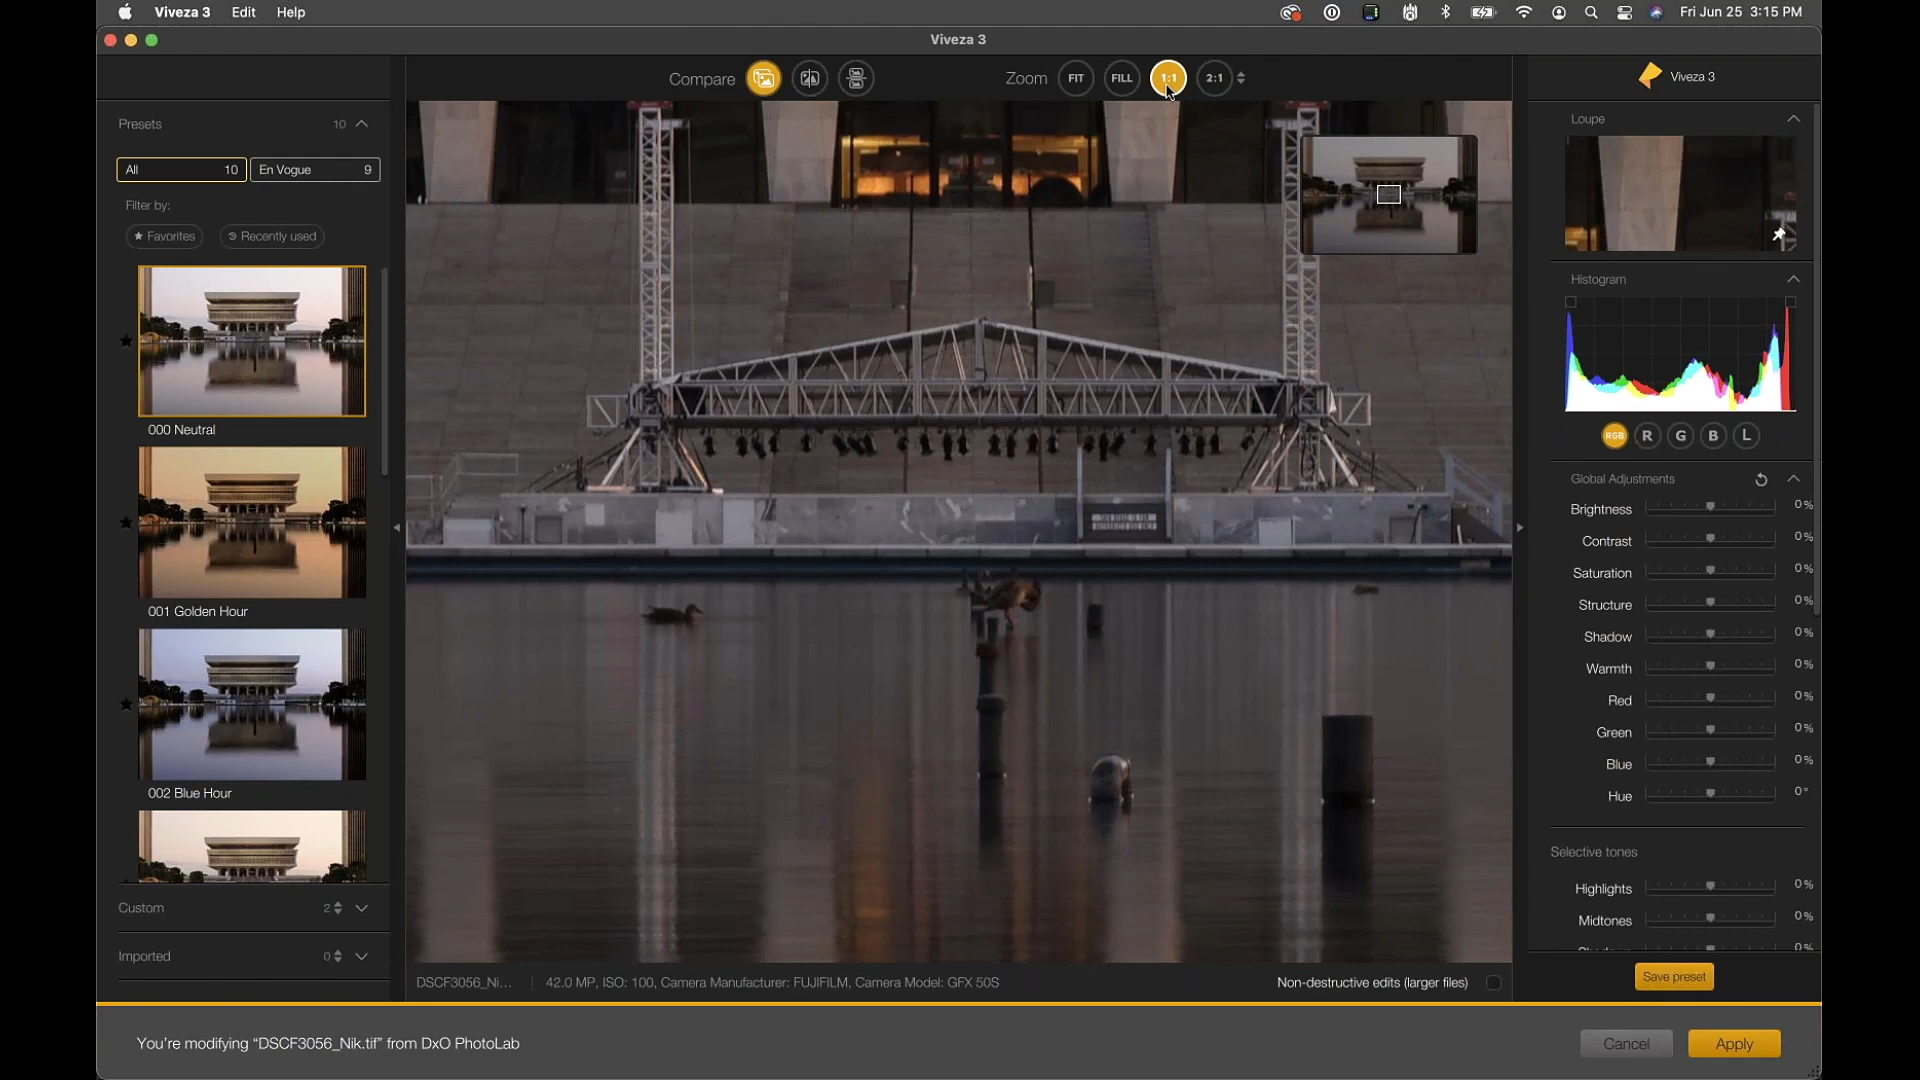 Viveza 3 Edit Help
Fri Jun 25 3:15 PM
Viveza 3
Compare
Zoom FIT FILL 1:1 2:1
Viveza 3
Presets 10
All 10
En Vogue 9
Filter by:
Favorites
Recently used
000 Neutral
001 Golden Hour
002 Blue Hour
Custom 2
Imported 0
Loupe
Histogram
RGB R G B L
Global Adjustments
Brightness 0%
Contrast 0%
Saturation 0%
Structure 0%
Shadow 0%
Warmth 0%
Red 0%
Green 0%
Blue 0%
Hue 0°
Selective tones
Highlights 0%
Midtones 0%
Shadows 0%
DSCF3056_Ni... 42.0 MP, ISO: 100, Camera Manufacturer: FUJIFILM, Camera Model: GFX 50S
Non-destructive edits (larger files)
Save preset
You're modifying “DSCF3056_Nik.tif” from DxO PhotoLab
Cancel
Apply